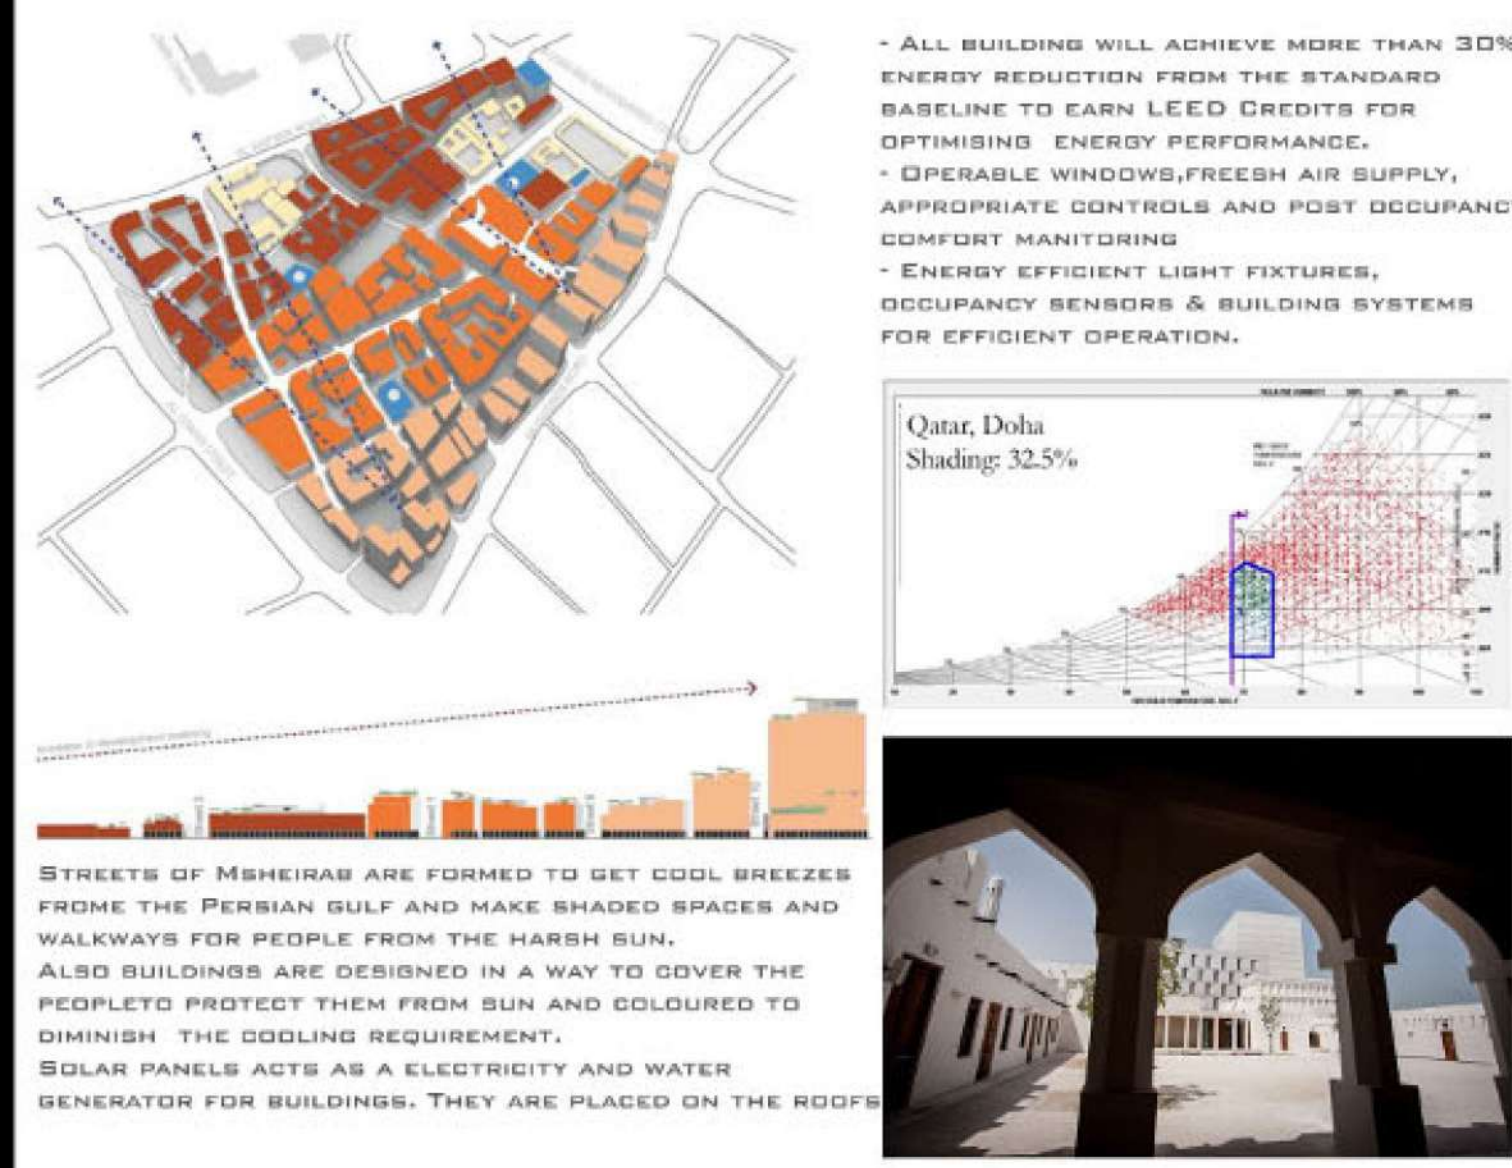 - ALL BUILDING WILL ACHIEVE MORE THAN 30%
ENERGY REDUCTION FROM THE STANDARD
BASELINE TO EARN LEED CREDITS FOR
OPTIMISING ENERGY PERFORMANCE.
- OPERABLE WINDOWS,FREESH AIR SUPPLY,
APPROPRIATE CONTROLS AND POST OCCUPANCY
COMFORT MANITORING
- ENERGY EFFICIENT LIGHT FIXTURES,
OCCUPANCY SENSORS & BUILDING SYSTEMS
FOR EFFICIENT OPERATION.
Qatar, Doha
Shading: 32.5%
STREETS OF MSHEIRAB ARE FORMED TO GET COOL BREEZES
FROME THE PERSIAN GULF AND MAKE SHADED SPACES AND
WALKWAYS FOR PEOPLE FROM THE HARSH SUN.
ALSO BUILDINGS ARE DESIGNED IN A WAY TO COVER THE
PEOPLETO PROTECT THEM FROM SUN AND COLOURED TO
DIMINISH THE COOLING REQUIREMENT.
SOLAR PANELS ACTS AS A ELECTRICITY AND WATER
GENERATOR FOR BUILDINGS. THEY ARE PLACED ON THE ROOFS